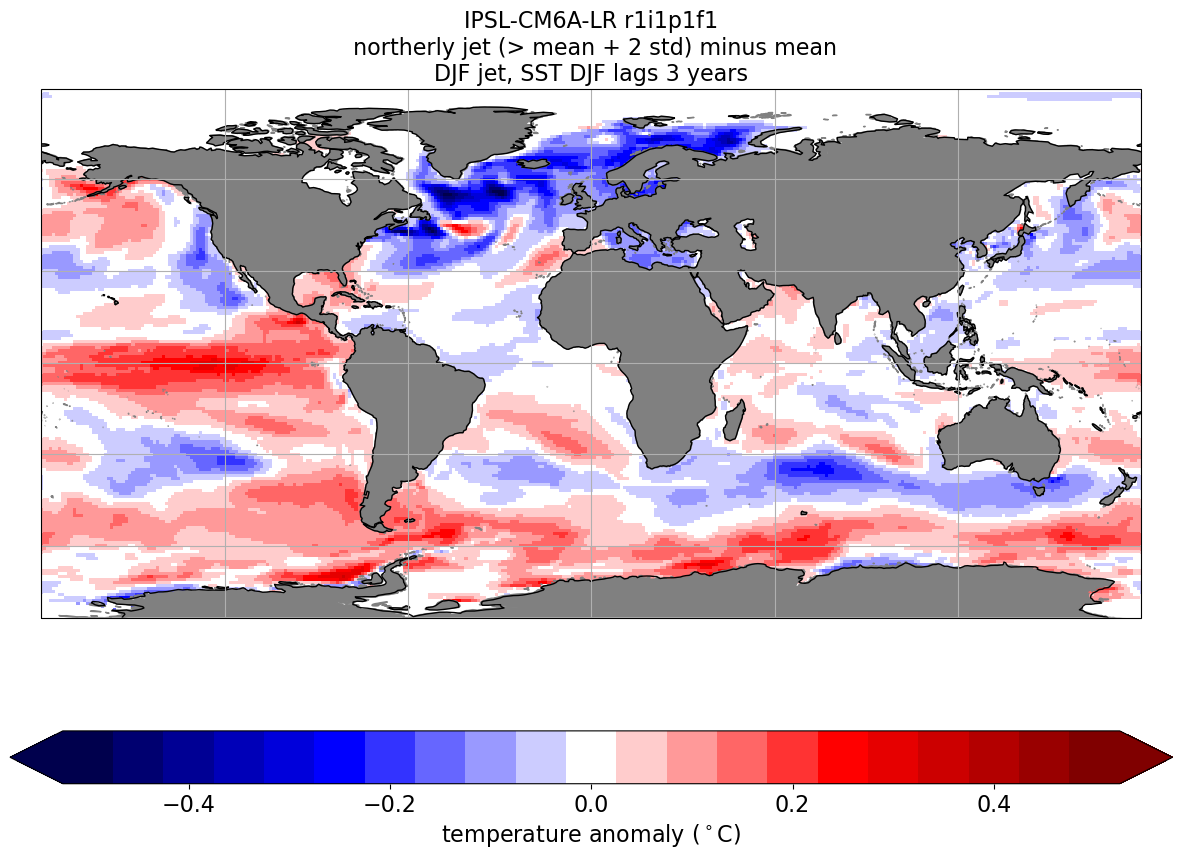 IPSL-CM6A-LR r1i1p1f1
northerly jet (> mean + 2 std) minus mean
DJF jet, SST DJF lags 3 years
−0.4 −0.2 0.0 0.2 0.4
temperature anomaly (°C)